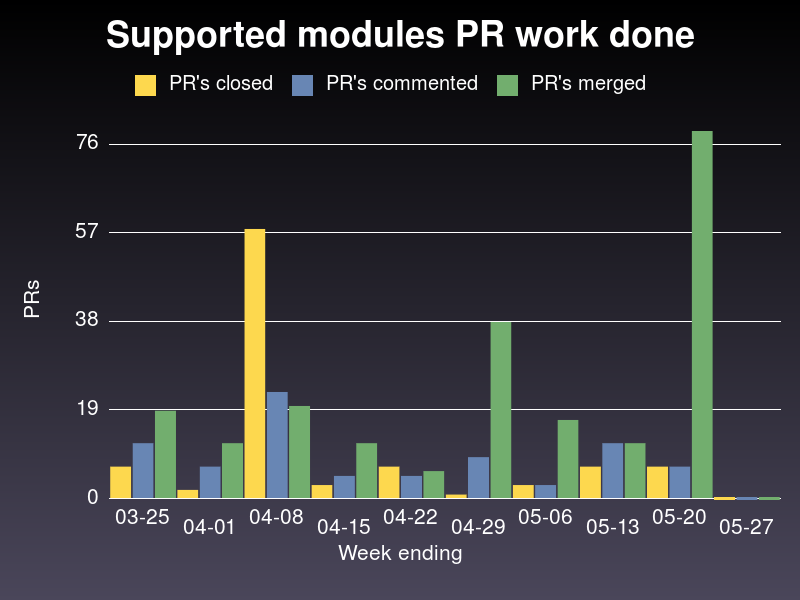 Supported modules PR work done
PR's closed PR's commented PR's merged
76
57
38
19
0
PRs
03-25 04-01 04-08 04-15 04-22 04-29 05-06 05-13 05-20 05-27
Week ending